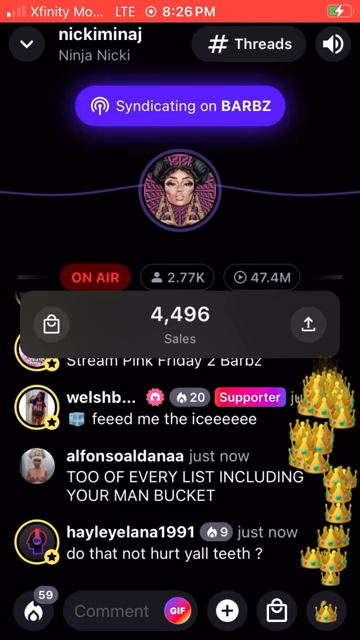 Xfinity Mo... LTE 8:26 PM
nickiminaj
Ninja Nicki
# Threads
Syndicating on BARBZ
ON AIR 2.77K 47.4M
4,496
Sales
Stream Pink Friday 2 Barbz
welshb... 20 Supporter
🧊 feeed me the iceeeeee
alfonsoaldanaa just now
TOO OF EVERY LIST INCLUDING
YOUR MAN BUCKET
hayleyelana1991 9 just now
do that not hurt yall teeth ?
59
Comment GIF